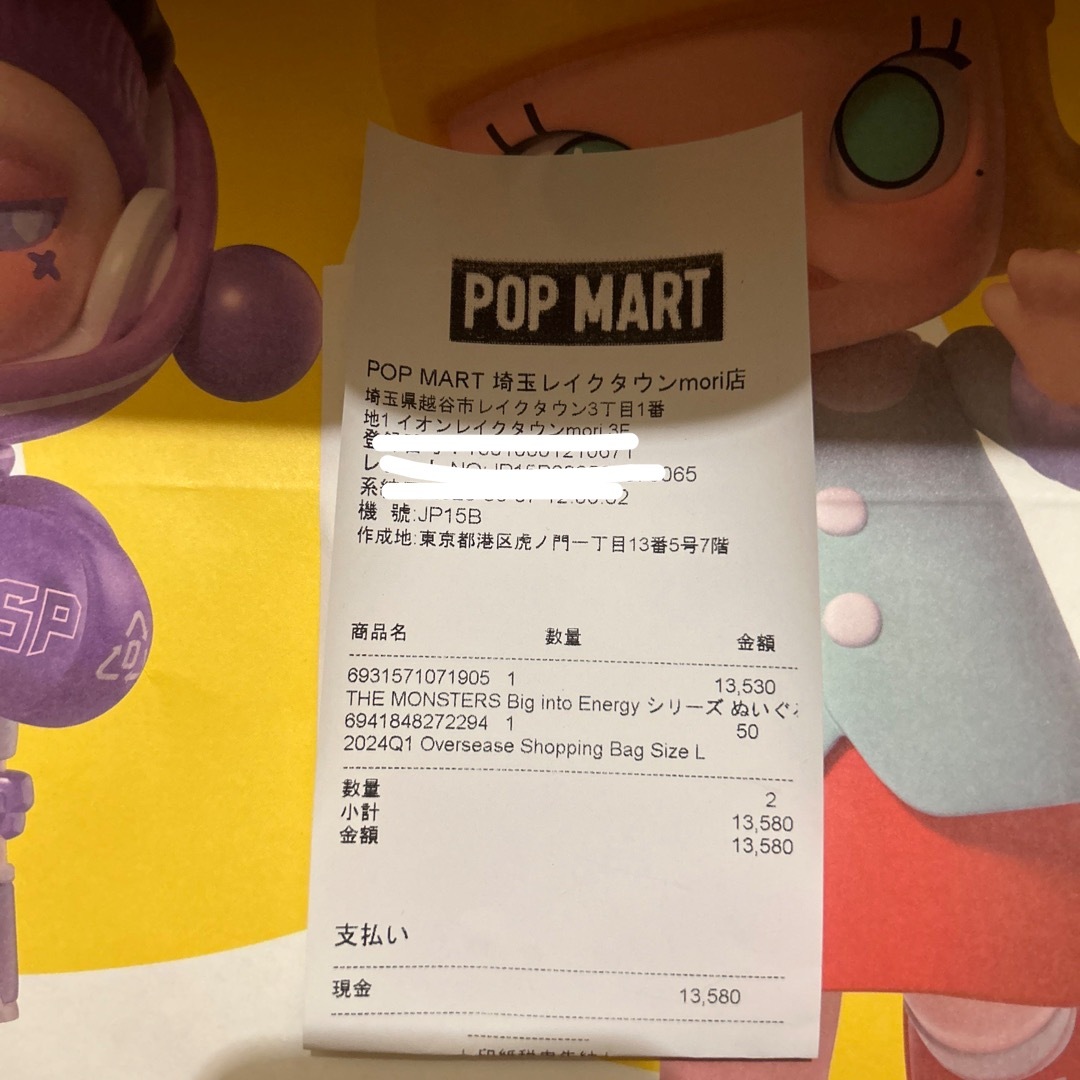 POP MART
POP MART 埼玉レイクタウンmori店
埼玉県越谷市レイクタウン3丁目1番
地1 イオンレイクタウンmori 3F
登
レ 065
系
機 號:JP15B
作成地:東京都港区虎ノ門一丁目13番5号7階
商品名 数量 金額
6931571071905 1 13,530
THE MONSTERS Big into Energy シリーズ ぬいぐ
6941848272294 1 50
2024Q1 Oversease Shopping Bag Size L
数量 2
小計 13,580
金額 13,580
支払い
現金 13,580
SP